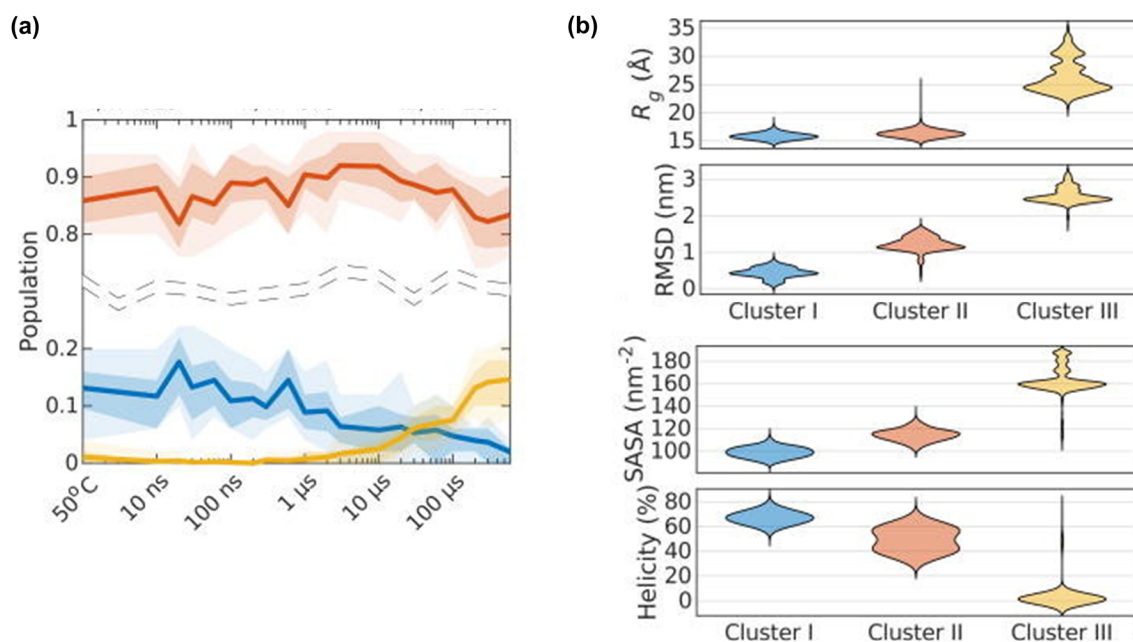 (a)
(b)
Population
1
0.9
0.8
0.2
0.1
0
50°C
10 ns
100 ns
1 μs
10 μs
100 μs
Rg (Å)
35
30
25
20
15
RMSD (nm)
3
2
1
0
Cluster I
Cluster II
Cluster III
SASA (nm-2)
180
160
140
120
100
Helicity (%)
80
60
40
20
0
Cluster I
Cluster II
Cluster III